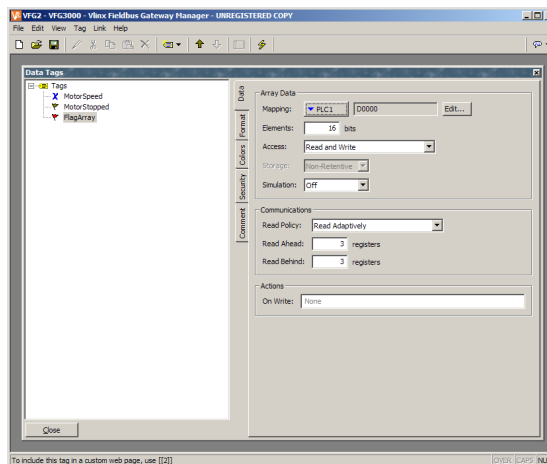 VFG2 - VFG3000 - Vlinx Fieldbus Gateway Manager - UNREGISTERED COPY
File Edit View Tag Link Help
Data Tags
Tags
MotorSpeed
MotorStopped
FlagArray
Data
Format
Colors
Security
Comment
Array Data
Mapping: PLC1 D0000 Edit...
Elements: 16 bits
Access: Read and Write
Storage: Non-Retentive
Simulation: Off
Communications
Read Policy: Read Adaptively
Read Ahead: 3 registers
Read Behind: 3 registers
Actions
On Write: None
Close
To include this tag in a custom web page, use [[2]]
OVER CAPS NU